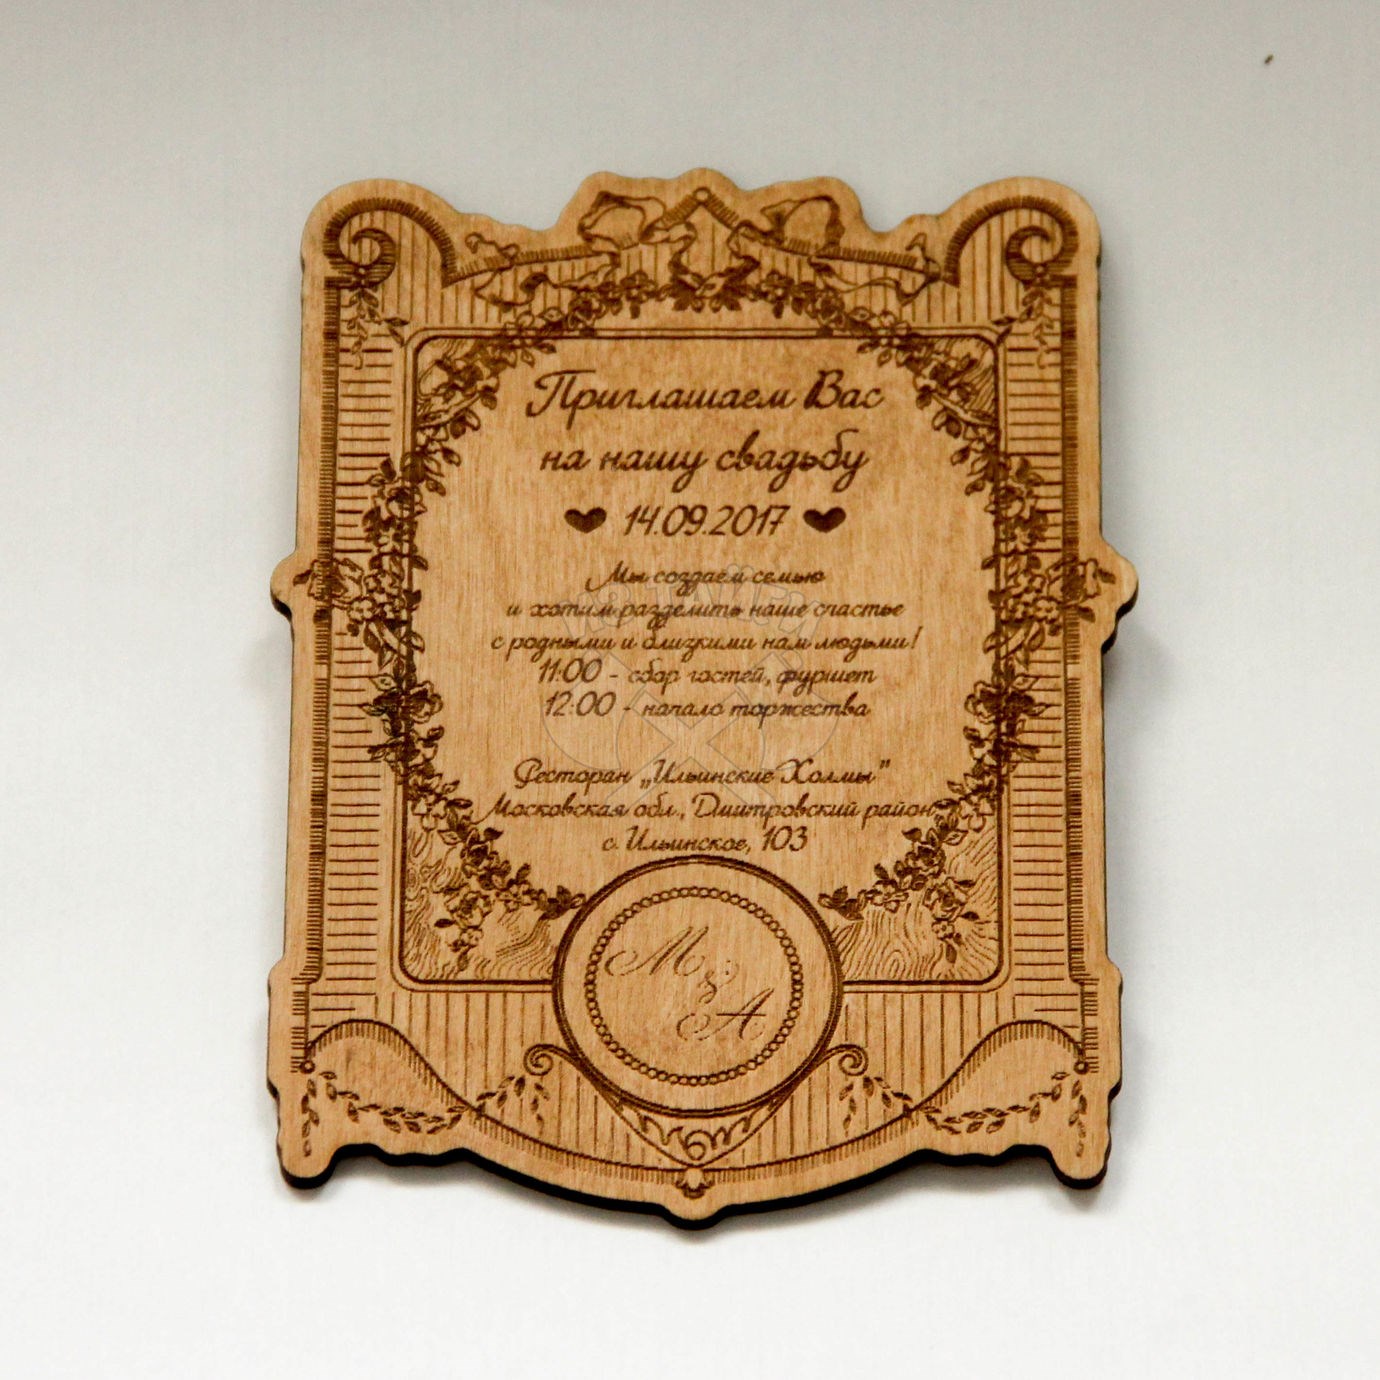 Приглашаем Вас
на нашу свадьбу
14.09.2017
Мы создаем семью
и хотим разделить наше счастье
с родными и близкими нам людьми!
11:00 - сбор гостей, фуршет
12:00 - начало торжества
Ресторан „Ильинские Холмы"
Московская обл., Дмитровский район,
с. Ильинское, 103
М
&
А